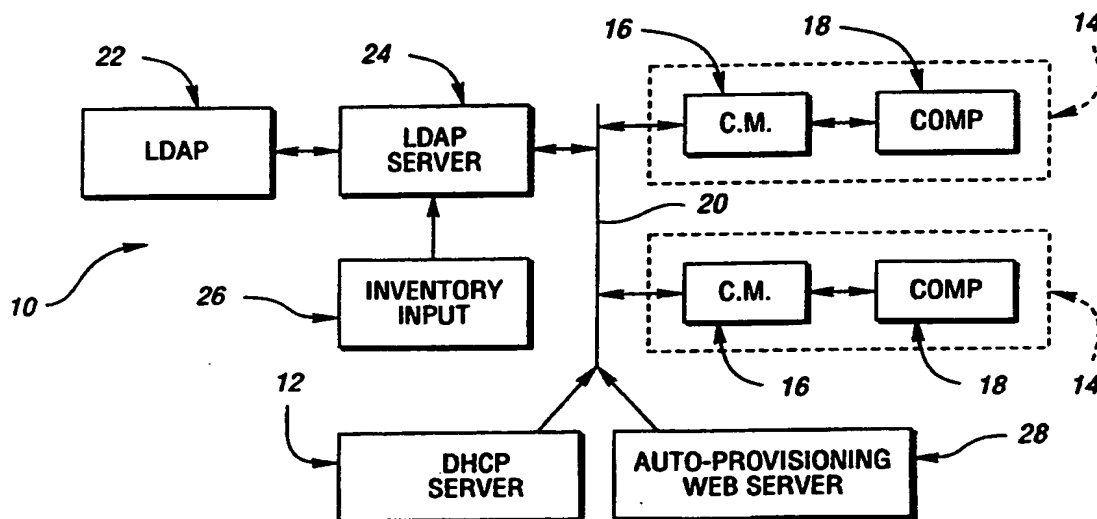 22
24
16
18
14
LDAP
LDAP
SERVER
C.M.
COMP
20
10
26
INVENTORY
INPUT
C.M.
COMP
16
18
14
12
DHCP
SERVER
AUTO-PROVISIONING
WEB SERVER
28